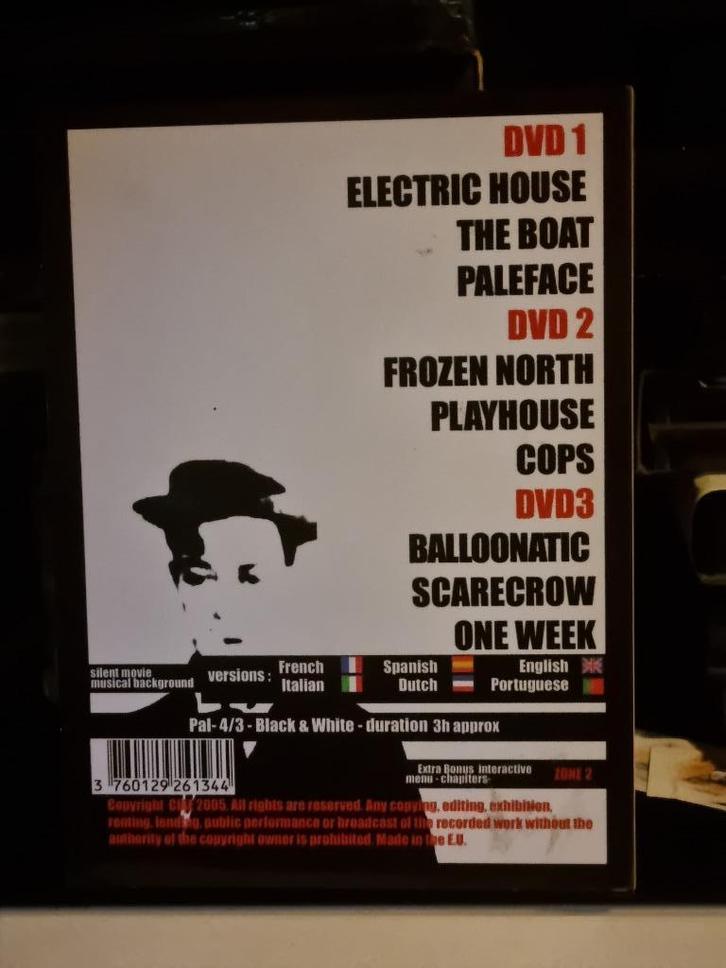 DVD 1
ELECTRIC HOUSE
THE BOAT
PALEFACE
DVD 2
FROZEN NORTH
PLAYHOUSE
COPS
DVD3
BALLOONATIC
SCARECROW
ONE WEEK
silent movie
musical background
versions :
French
Spanish
English
Italian
Dutch
Portuguese
Pal- 4/3 - Black & White - duration 3h approx
3 760129 261344
Extra Bonus interactive
menu - chapiters-
ZONE 2
Copyright 2005. All rights are reserved. Any copying, editing, exhibition,
renting, lending, public performance or broadcast of the recorded work without the
authority of the copyright owner is prohibited. Made in the E.U.